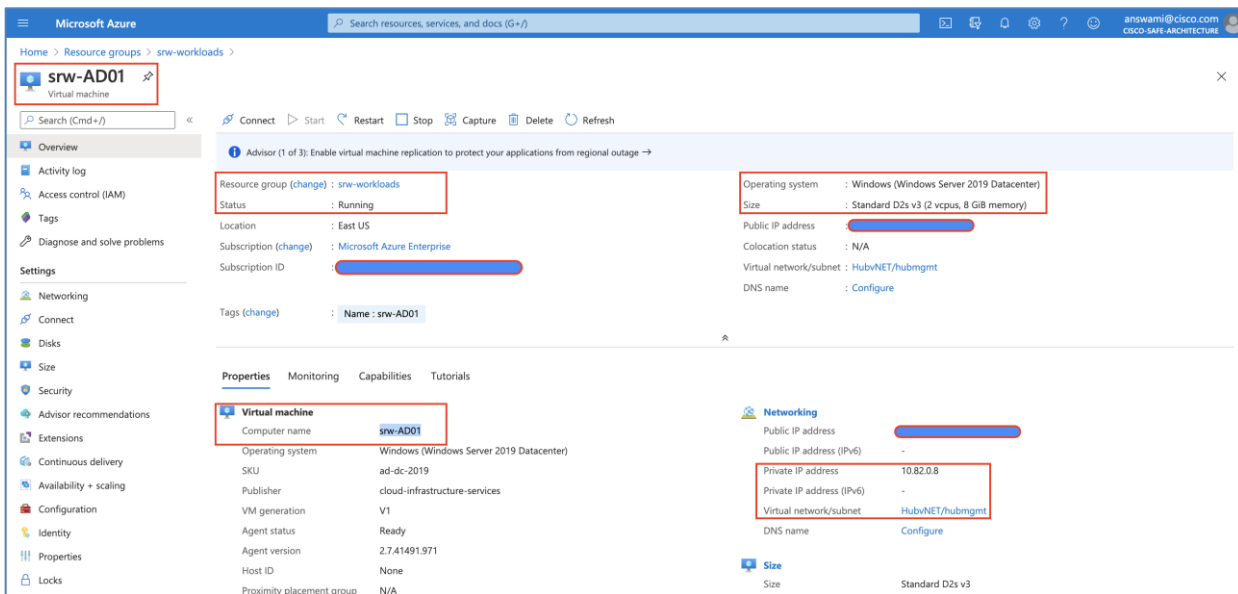 Microsoft Azure
Search resources, services, and docs (G+/)
answami@cisco.com
CISCO-SAFE-ARCHITECTURE
Home > Resource groups > srw-workloads >
srw-AD01
Virtual machine
Search (Cmd+/)
Connect Start Restart Stop Capture Delete Refresh
Overview
Activity log
Access control (IAM)
Tags
Diagnose and solve problems
Settings
Networking
Connect
Disks
Size
Security
Advisor recommendations
Extensions
Continuous delivery
Availability + scaling
Configuration
Identity
Properties
Locks
Advisor (1 of 3): Enable virtual machine replication to protect your applications from regional outage →
Resource group (change) : srw-workloads
Status : Running
Location : East US
Subscription (change) : Microsoft Azure Enterprise
Subscription ID :
Tags (change) : Name : srw-AD01
Operating system : Windows (Windows Server 2019 Datacenter)
Size : Standard D2s v3 (2 vcpus, 8 GiB memory)
Public IP address :
Colocation status : N/A
Virtual network/subnet : HubvNET/hubmgmt
DNS name : Configure
Properties Monitoring Capabilities Tutorials
Virtual machine
Computer name srw-AD01
Operating system Windows (Windows Server 2019 Datacenter)
SKU ad-dc-2019
Publisher cloud-infrastructure-services
VM generation V1
Agent status Ready
Agent version 2.7.41491.971
Host ID None
Proximity placement group N/A
Networking
Public IP address
Public IP address (IPv6) -
Private IP address 10.82.0.8
Private IP address (IPv6) -
Virtual network/subnet HubvNET/hubmgmt
DNS name Configure
Size
Size Standard D2s v3